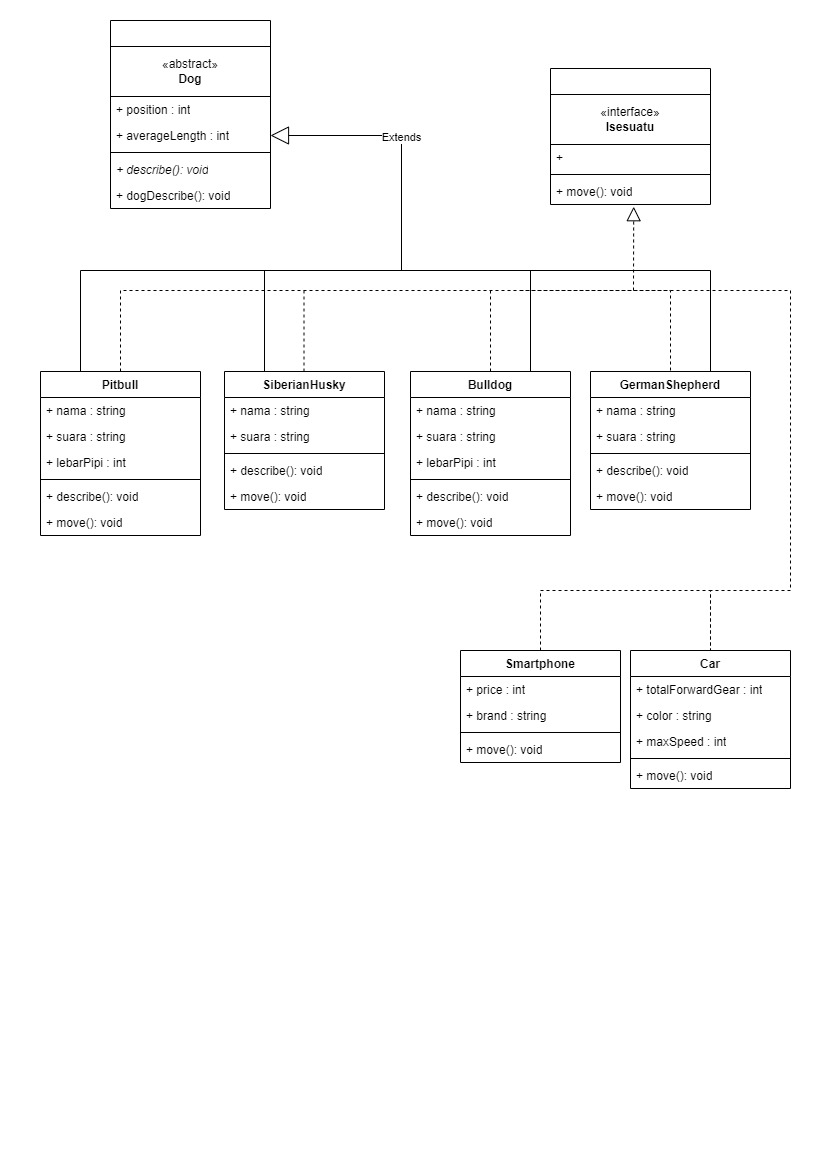 «abstract»
Dog
+ position : int
+ averageLength : int
+ describe(): void
+ dogDescribe(): void
Extends
«interface»
Isesuatu
+
+ move(): void
Pitbull
+ nama : string
+ suara : string
+ lebarPipi : int
+ describe(): void
+ move(): void
SiberianHusky
+ nama : string
+ suara : string
+ describe(): void
+ move(): void
Bulldog
+ nama : string
+ suara : string
+ lebarPipi : int
+ describe(): void
+ move(): void
GermanShepherd
+ nama : string
+ suara : string
+ describe(): void
+ move(): void
Smartphone
+ price : int
+ brand : string
+ move(): void
Car
+ totalForwardGear : int
+ color : string
+ maxSpeed : int
+ move(): void